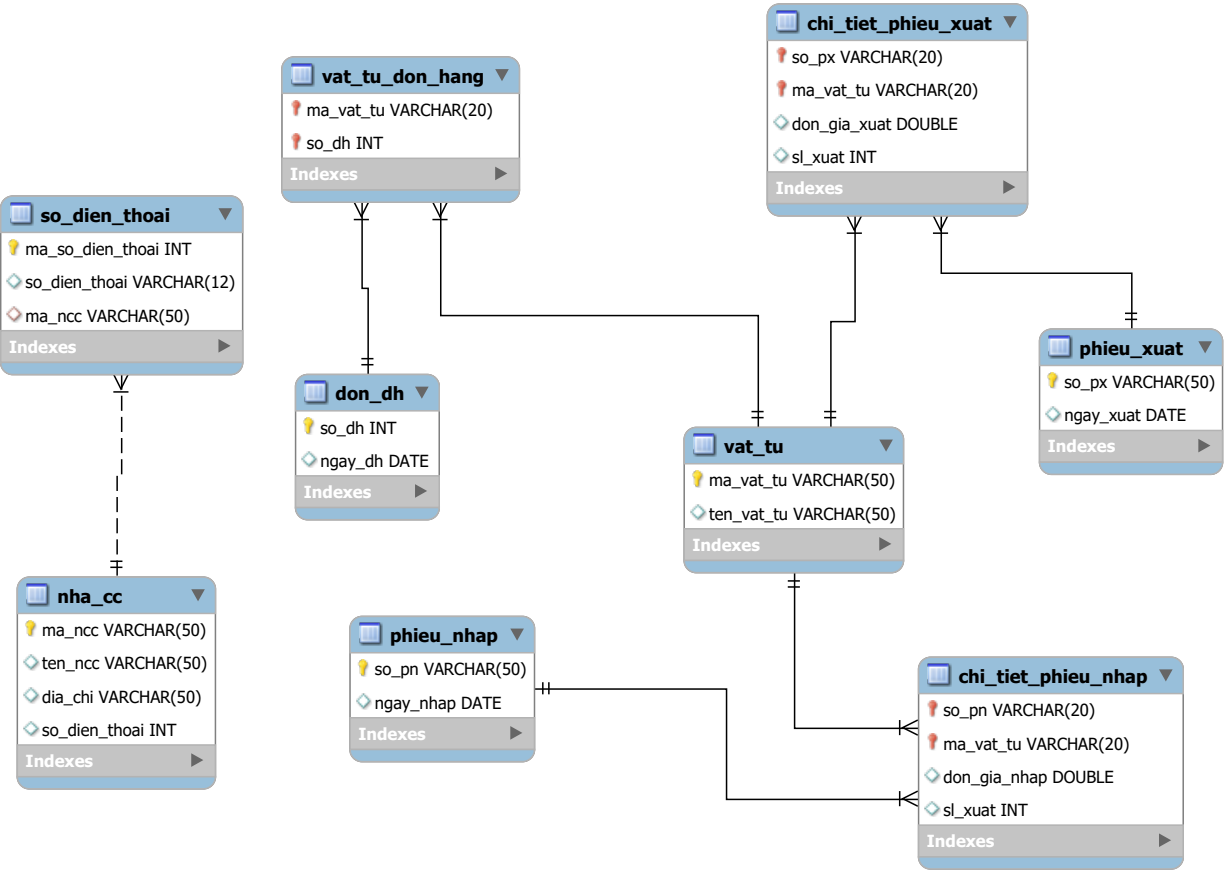 chi_tiet_phieu_xuat
so_px VARCHAR(20)
ma_vat_tu VARCHAR(20)
don_gia_xuat DOUBLE
sl_xuat INT
Indexes
vat_tu_don_hang
ma_vat_tu VARCHAR(20)
so_dh INT
Indexes
so_dien_thoai
ma_so_dien_thoai INT
so_dien_thoai VARCHAR(12)
ma_ncc VARCHAR(50)
Indexes
phieu_xuat
so_px VARCHAR(50)
ngay_xuat DATE
Indexes
don_dh
so_dh INT
ngay_dh DATE
Indexes
vat_tu
ma_vat_tu VARCHAR(50)
ten_vat_tu VARCHAR(50)
Indexes
nha_cc
ma_ncc VARCHAR(50)
ten_ncc VARCHAR(50)
dia_chi VARCHAR(50)
so_dien_thoai INT
Indexes
phieu_nhap
so_pn VARCHAR(50)
ngay_nhap DATE
Indexes
chi_tiet_phieu_nhap
so_pn VARCHAR(20)
ma_vat_tu VARCHAR(20)
don_gia_nhap DOUBLE
sl_xuat INT
Indexes